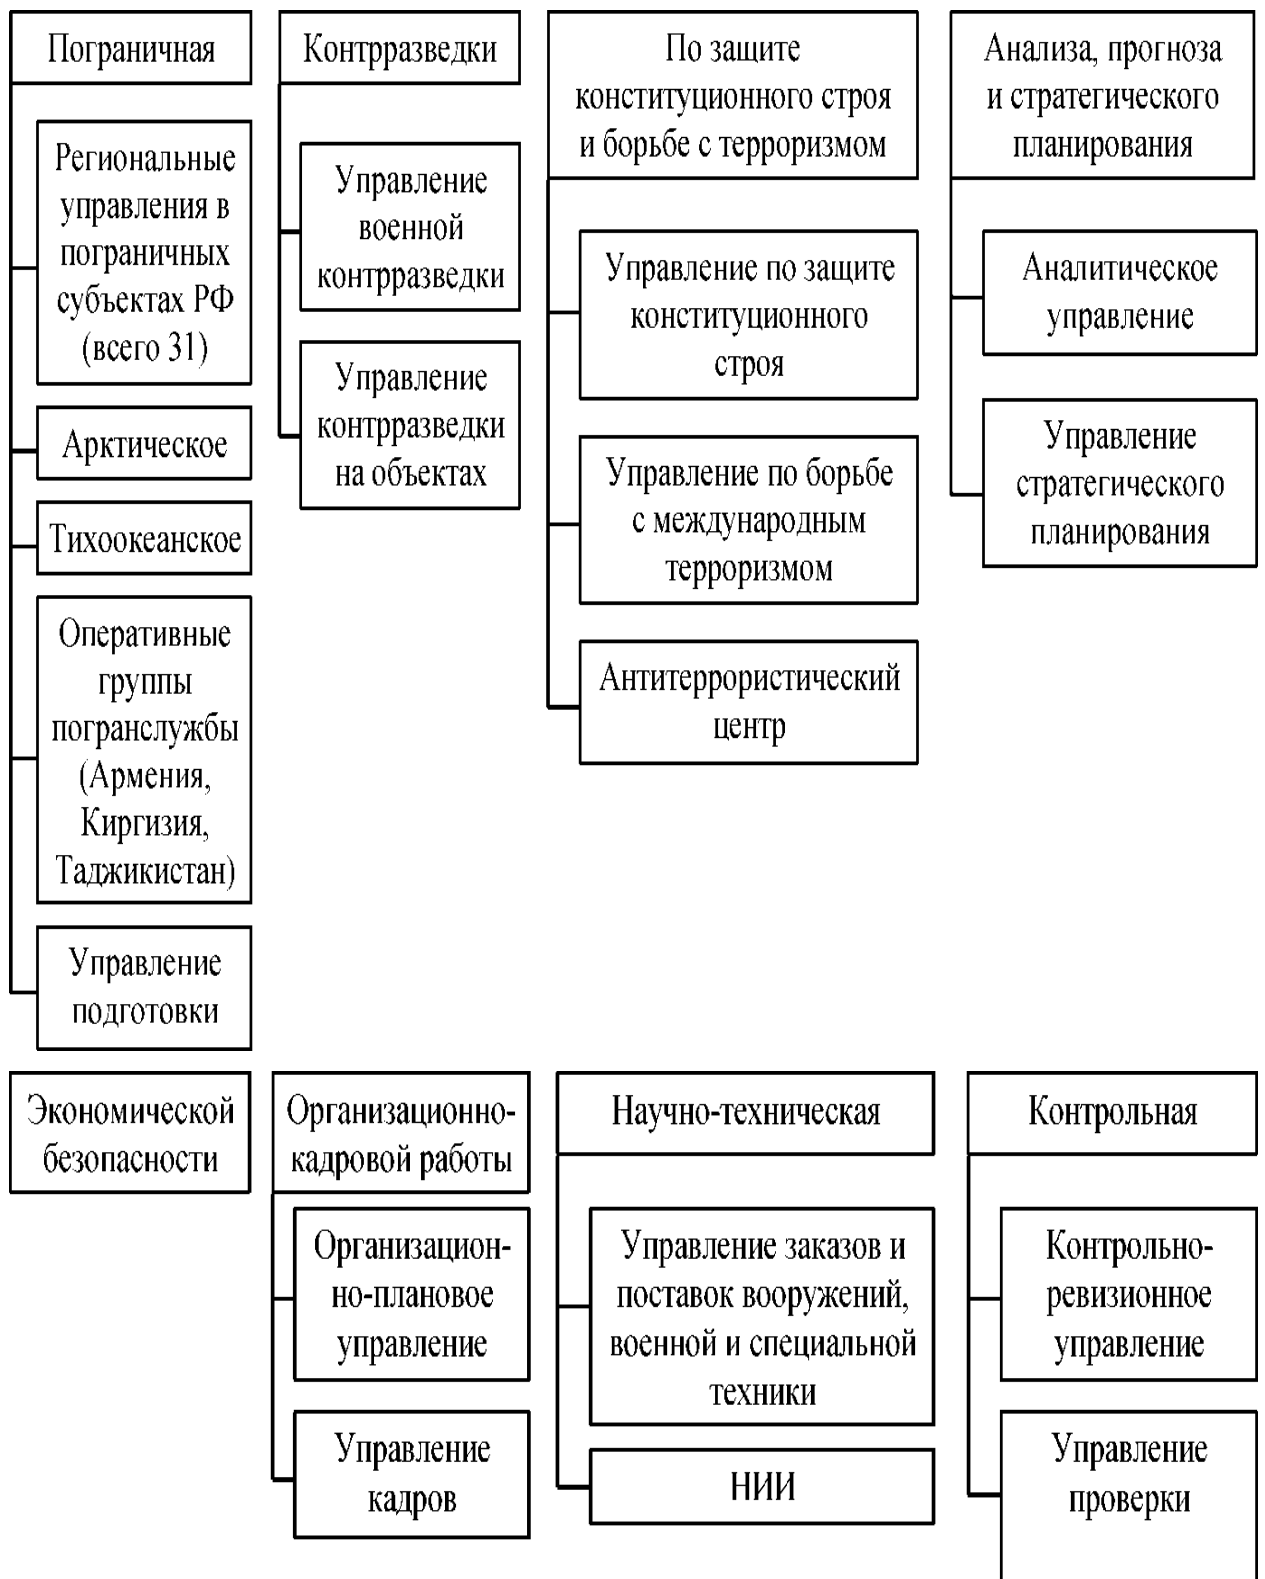 Пограничная
Региональные
управления в
пограничных
субъектах РФ
(всего 31)
Арктическое
Тихоокеанское
Оперативные
группы
погранслужбы
(Армения,
Киргизия,
Таджикистан)
Управление
подготовки
Контрразведки
Управление
военной
контрразведки
Управление
контрразведки
на объектах
По защите
конституционного строя
и борьбе с терроризмом
Управление по защите
конституционного
строя
Управление по борьбе
с международным
терроризмом
Антитеррористический
центр
Анализа, прогноза
и стратегического
планирования
Аналитическое
управление
Управление
стратегического
планирования
Экономической
безопасности
Организационно-
кадровой работы
Организацион-
но-плановое
управление
Управление
кадров
Научно-техническая
Управление заказов и
поставок вооружений,
военной и специальной
техники
НИИ
Контрольная
Контрольно-
ревизионное
управление
Управление
проверки